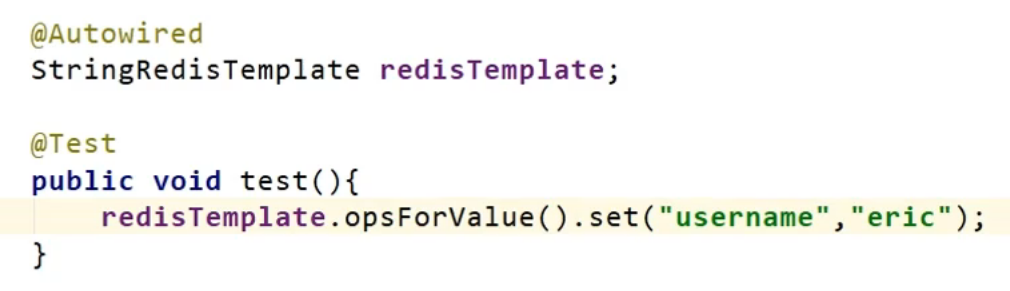 @Autowired
StringRedisTemplate redisTemplate;
@Test
public void test(){
redisTemplate.opsForValue().set("username","eric");
}